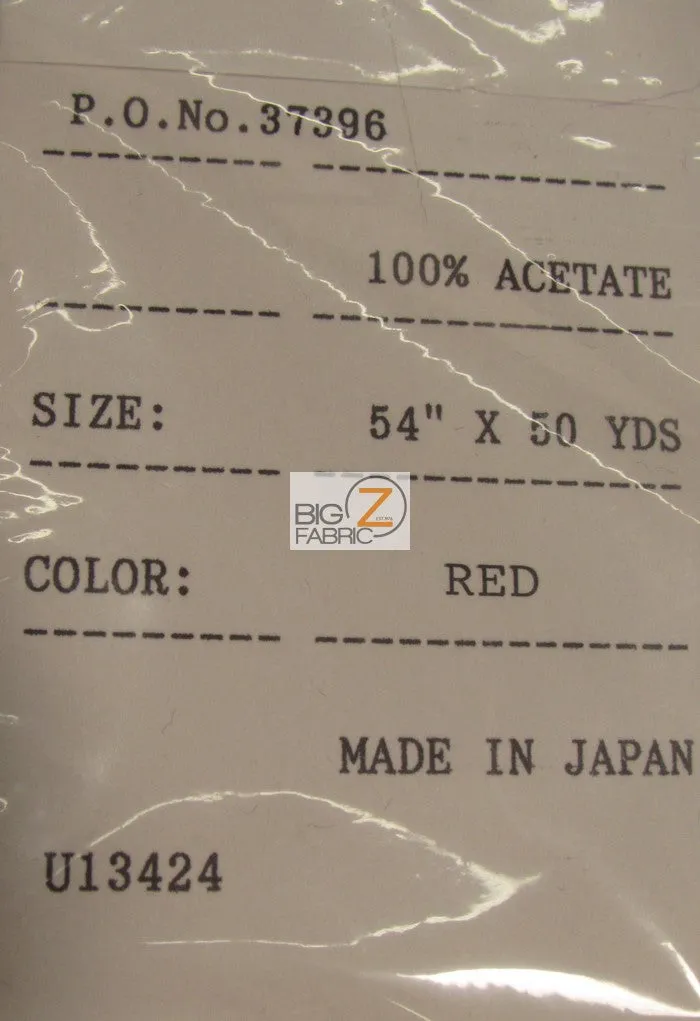 P.O.No.37396
100% ACETATE
SIZE: 54" X 50 YDS
BIG Z
FABRIC
COLOR: RED
MADE IN JAPAN
U13424